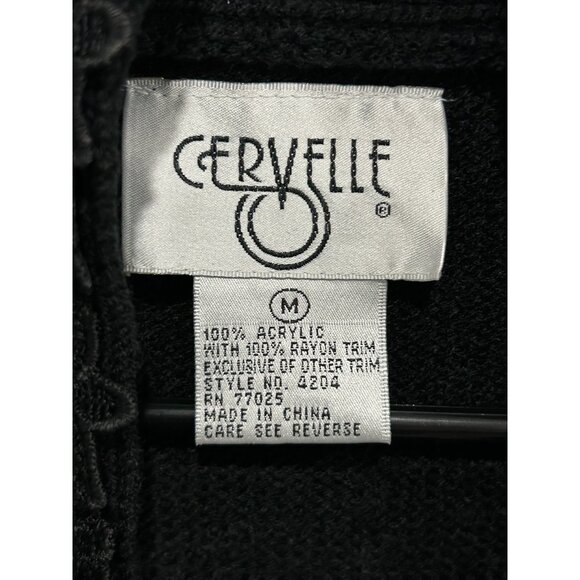 CERVELLE
®
M
100% ACRYLIC
WITH 100% RAYON TRIM
EXCLUSIVE OF OTHER TRIM
STYLE NO. 4204
RN 77025
MADE IN CHINA
CARE SEE REVERSE